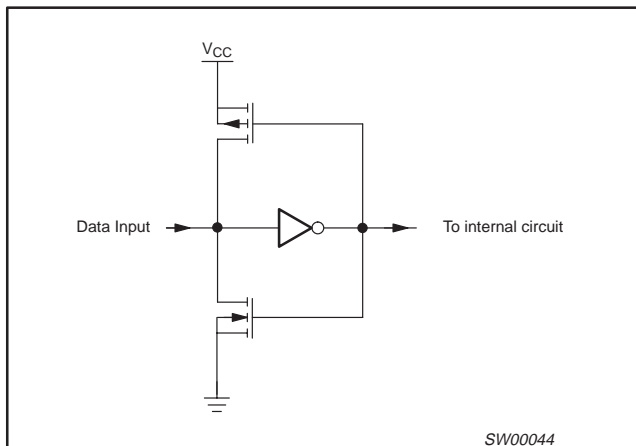 VCC
Data Input
To internal circuit
SW00044